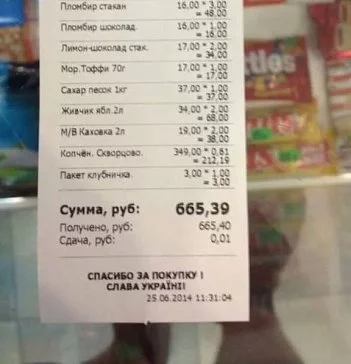 Пломбир стакан 16,00 * 3,00
= 48,00
Пломбир шоколад. 16,00 * 1,00
= 16,00
Лимон-шоколад стак. 17,00 * 2,00
= 34,00
Мор.Тоффи 70г 17,00 * 1,00
= 17,00
Сахар песок 1кг 37,00 * 1,00
= 37,00
Живчик ябл.2л 34,00 * 2,00
= 68,00
М/В Каховка 2л 19,00 * 2,00
= 38,00
Копчён. Скворцово. 349,00 * 0,61
= 212,19
Пакет клубничка. 3,00 * 1,00
= 3,00
Сумма, руб: 665,39
Получено, руб: 665,40
Сдача, руб: 0,01
СПАСИБО ЗА ПОКУПКУ !
СЛАВА УКРАЇНІ!
25.06.2014 11:31:04